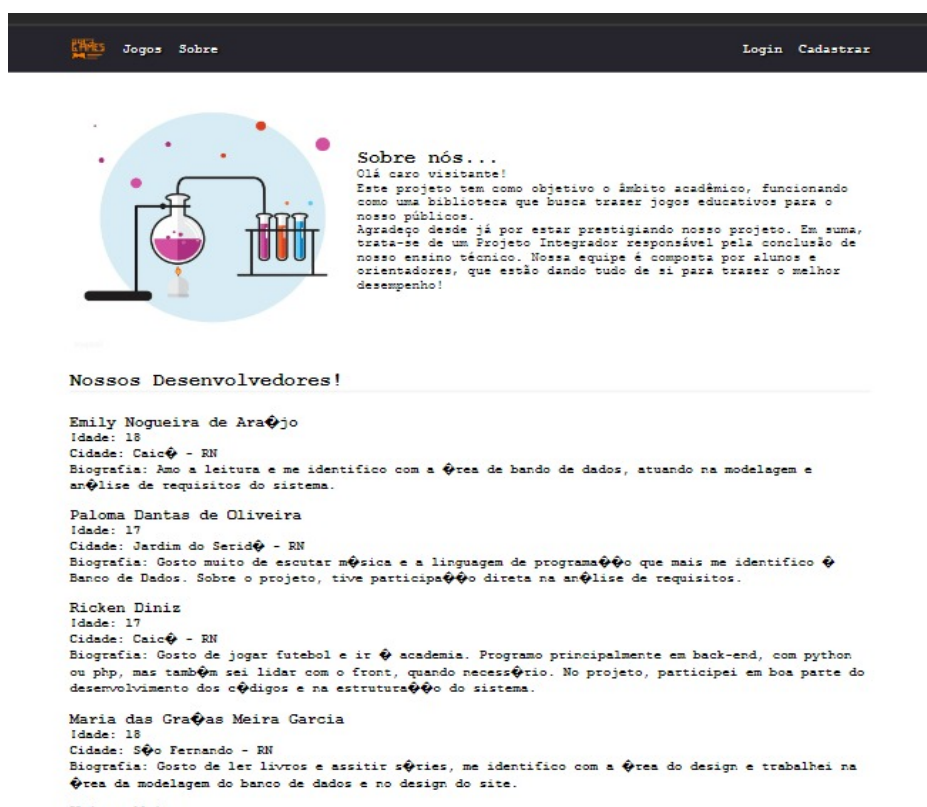 GAMES Jogos Sobre Login Cadastrar
Sobre nós...
Olá caro visitante!
Este projeto tem como objetivo o âmbito acadêmico, funcionando
como uma biblioteca que busca trazer jogos educativos para o
nosso públicos.
Agradeço desde já por estar prestigiando nosso projeto. Em suma,
trata-se de um Projeto Integrador responsável pela conclusão de
nosso ensino técnico. Nossa equipe é composta por alunos e
orientadores, que estão dando tudo de si para trazer o melhor
desempenho!
Nossos Desenvolvedores!
Emily Nogueira de Ara�jo
Idade: 18
Cidade: Caic� - RN
Biografia: Amo a leitura e me identifico com a �rea de bando de dados, atuando na modelagem e
an�lise de requisitos do sistema.
Paloma Dantas de Oliveira
Idade: 17
Cidade: Jardim do Serid� - RN
Biografia: Gosto muito de escutar m�sica e a linguagem de programa��o que mais me identifico �
Banco de Dados. Sobre o projeto, tive participa��o direta na an�lise de requisitos.
Ricken Diniz
Idade: 17
Cidade: Caic� - RN
Biografia: Gosto de jogar futebol e ir � academia. Programo principalmente em back-end, com python
ou php, mas tamb�m sei lidar com o front, quando necess�rio. No projeto, participei em boa parte do
desenvolvimento dos c�digos e na estrutura��o do sistema.
Maria das Gra�as Meira Garcia
Idade: 18
Cidade: S�o Fernando - RN
Biografia: Gosto de ler livros e assitir s�ries, me identifico com a �rea do design e trabalhei na
�rea da modelagem do banco de dados e no design do site.